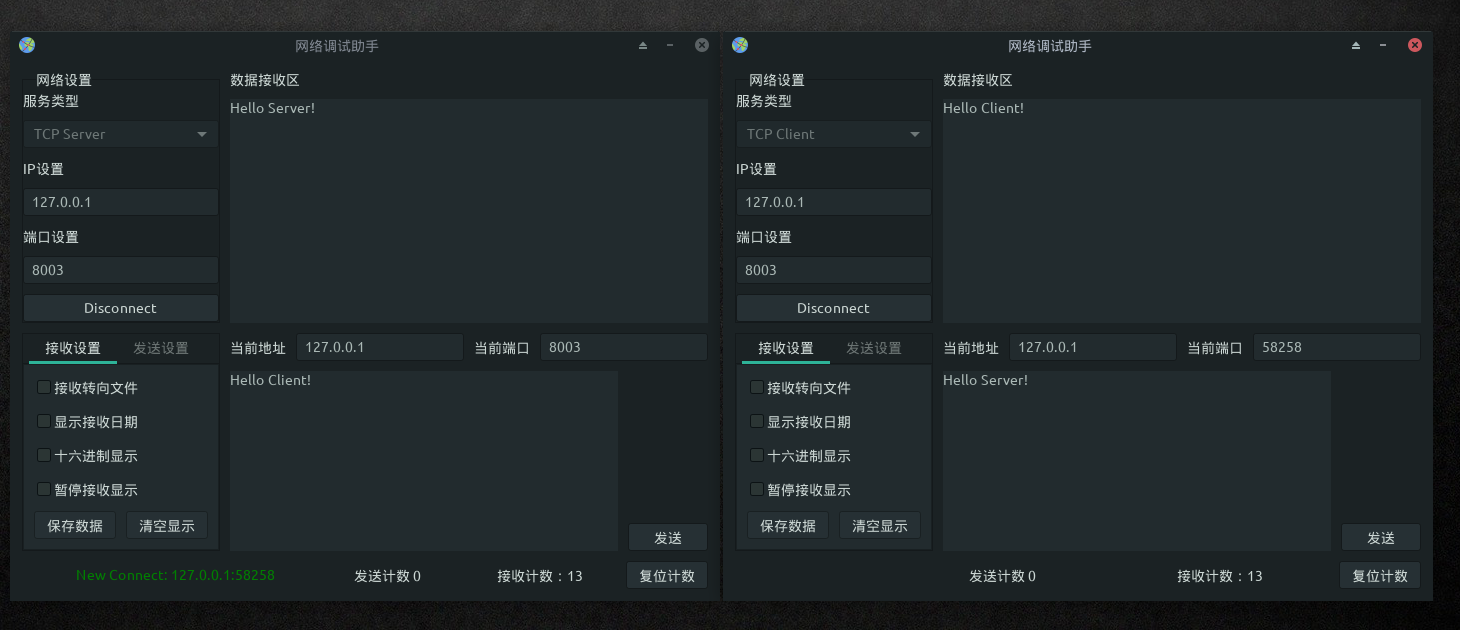 网络调试助手
网络设置
服务类型
TCP Server
IP设置
127.0.0.1
端口设置
8003
Disconnect
接收设置 发送设置
接收转向文件
显示接收日期
十六进制显示
暂停接收显示
保存数据 清空显示
数据接收区
Hello Server!
当前地址 127.0.0.1 当前端口 8003
Hello Client!
发送
New Connect: 127.0.0.1:58258 发送计数 0 接收计数：13 复位计数
网络调试助手
网络设置
服务类型
TCP Client
IP设置
127.0.0.1
端口设置
8003
Disconnect
接收设置 发送设置
接收转向文件
显示接收日期
十六进制显示
暂停接收显示
保存数据 清空显示
数据接收区
Hello Client!
当前地址 127.0.0.1 当前端口 58258
Hello Server!
发送
发送计数 0 接收计数：13 复位计数